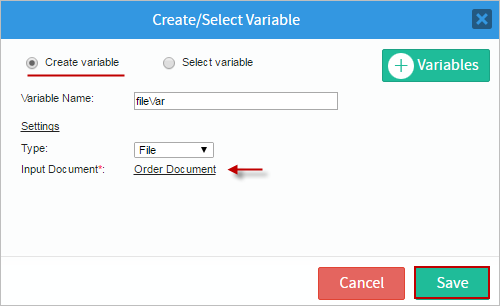 Create/Select Variable
Create variable
Select variable
Variables
Variable Name:
fileVar
Settings
Type:
File
Input Document*:
Order Document
Cancel
Save